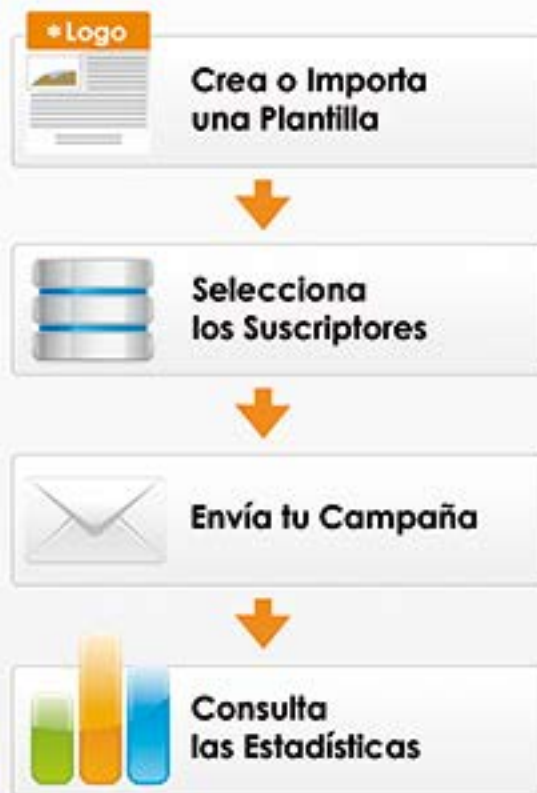 *Logo
Crea o Importa
una Plantilla
Selecciona
los Suscriptores
Envía tu Campaña
Consulta
las Estadísticas